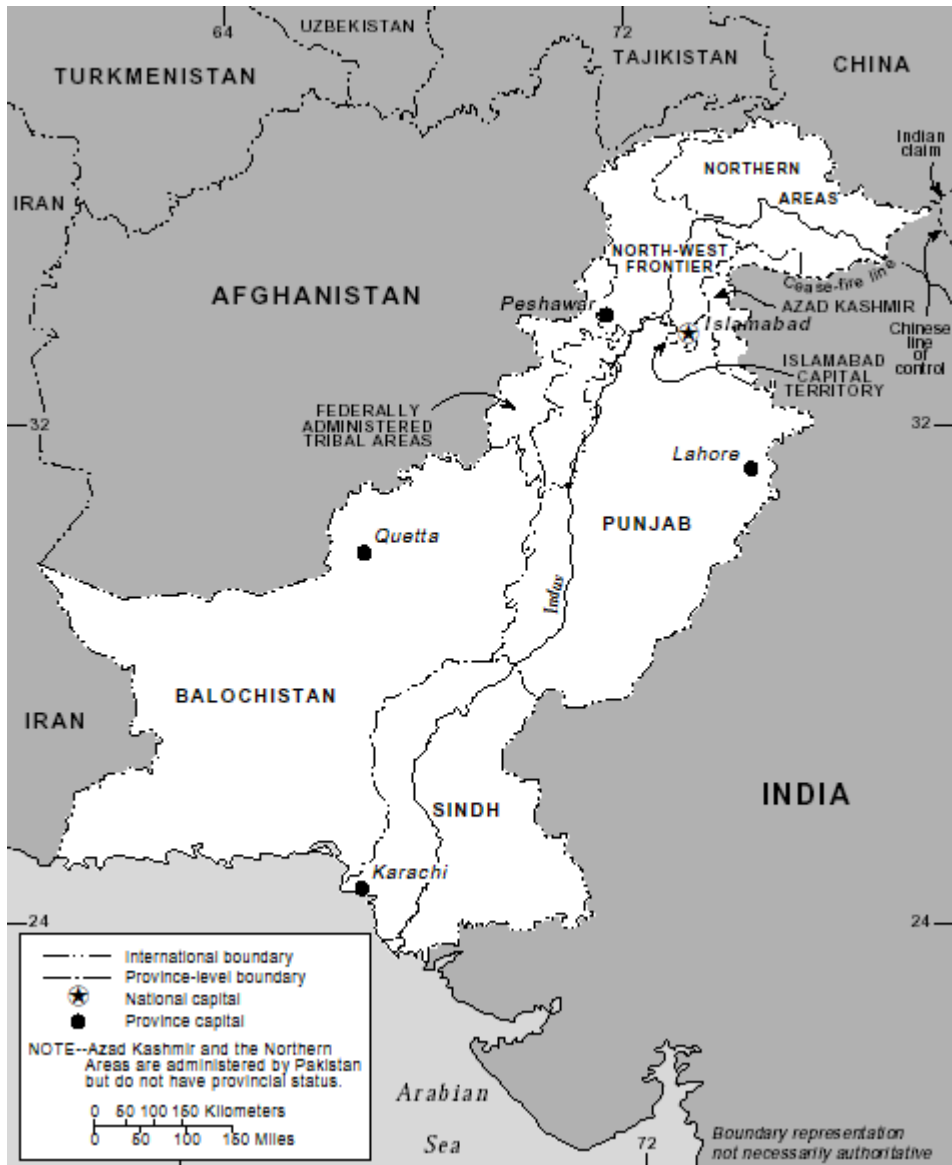 64
72
UZBEKISTAN
TAJIKISTAN
TURKMENISTAN
CHINA
Indian
claim
NORTHERN
AREAS
IRAN
NORTH-WEST
FRONTIER
Cease-fire line
AFGHANISTAN
Peshawar
AZAD KASHMIR
Islamabad
Chinese
line
of
control
ISLAMABAD
CAPITAL
TERRITORY
FEDERALLY
ADMINISTERED
TRIBAL AREAS
32
32
Lahore
PUNJAB
Quetta
Indus
BALOCHISTAN
IRAN
INDIA
SINDH
Karachi
24
24
International boundary
Province-level boundary
National capital
Province capital
NOTE--Azad Kashmir and the Northern
Areas are administered by Pakistan
but do not have provincial status.
0 50 100 150 Kilometers
0 50 100 150 Miles
Arabian
Sea
72
Boundary representation
not necessarily authoritative